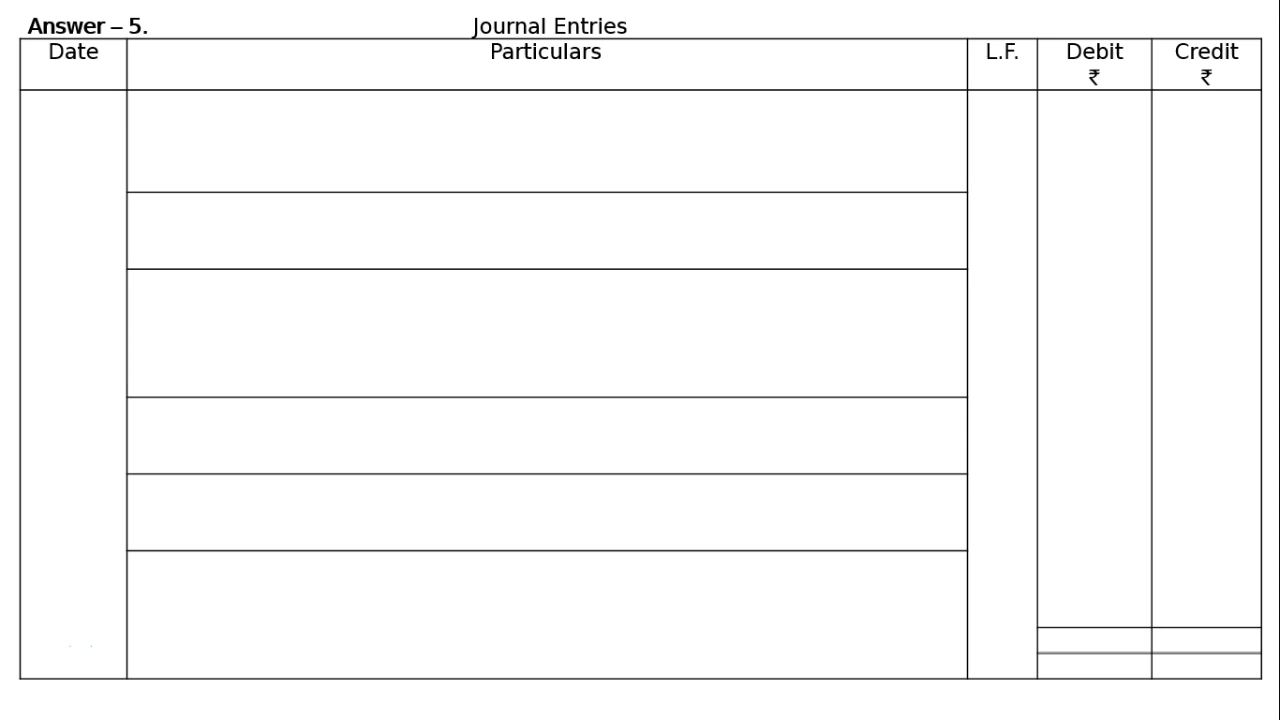 Answer – 5. Journal Entries
Date Particulars L.F. Debit Credit
₹ ₹